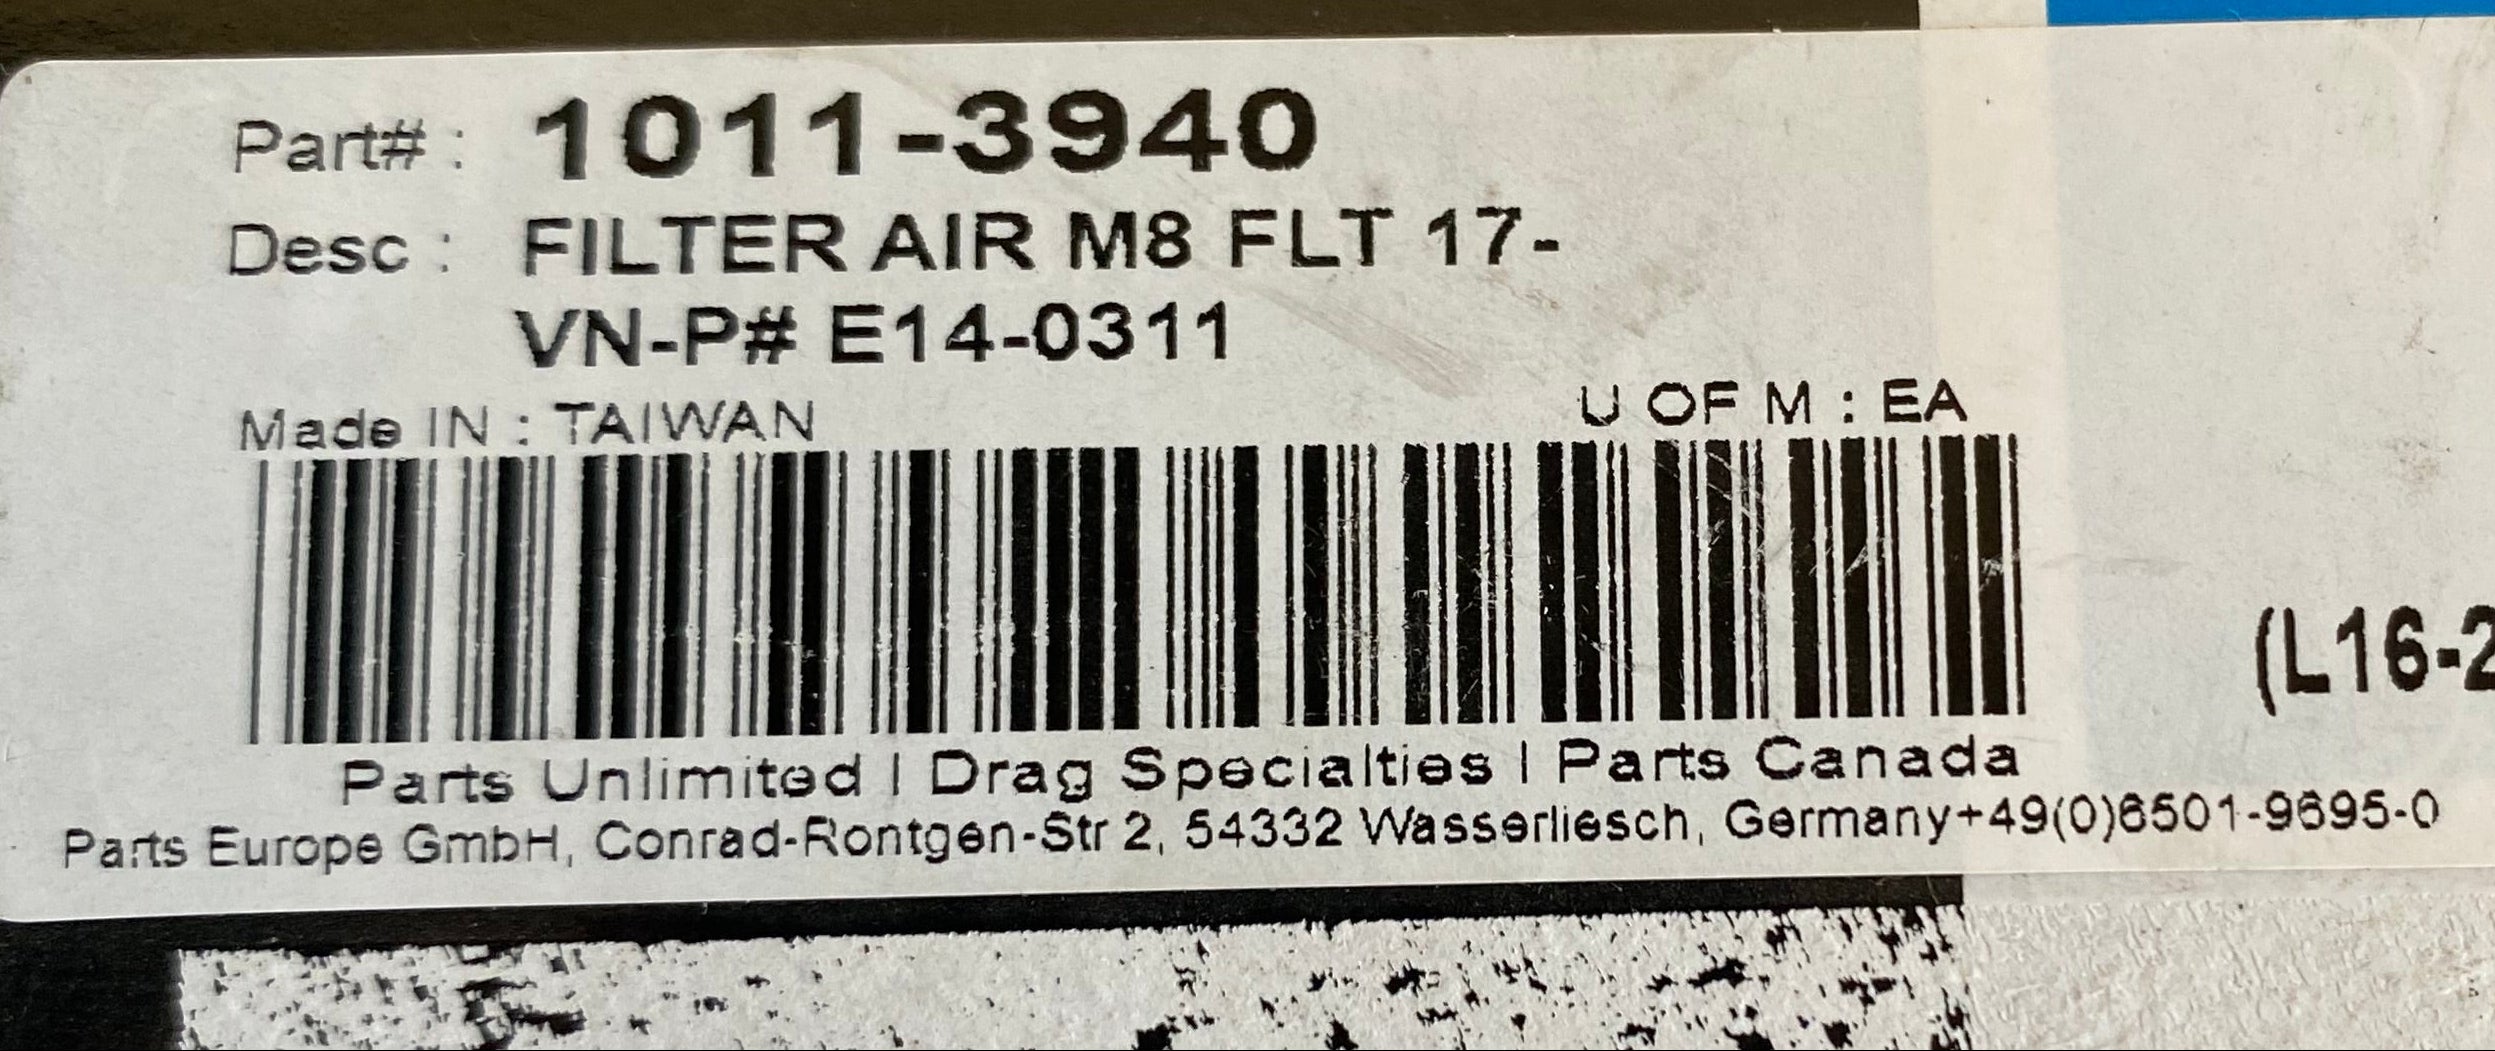 Part# : 1011-3940
Desc : FILTER AIR M8 FLT 17-
VN-P# E14-0311
Made IN : TAIWAN
U OF M : EA
(L16-2
Parts Unlimited | Drag Specialties | Parts Canada
Parts Europe GmbH, Conrad-Rontgen-Str 2, 54332 Wasserliesch, Germany+49(0)6501-9695-0